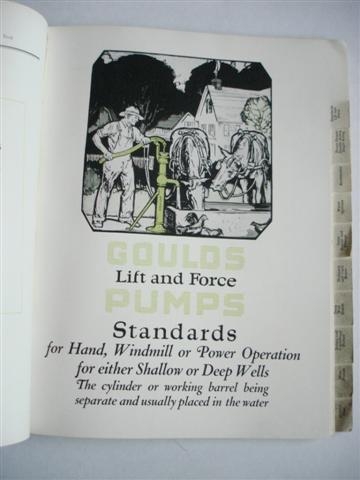 GOULDS
Lift and Force
PUMPS
Standards
for Hand, Windmill or Power Operation
for either Shallow or Deep Wells
The cylinder or working barrel being
separate and usually placed in the water